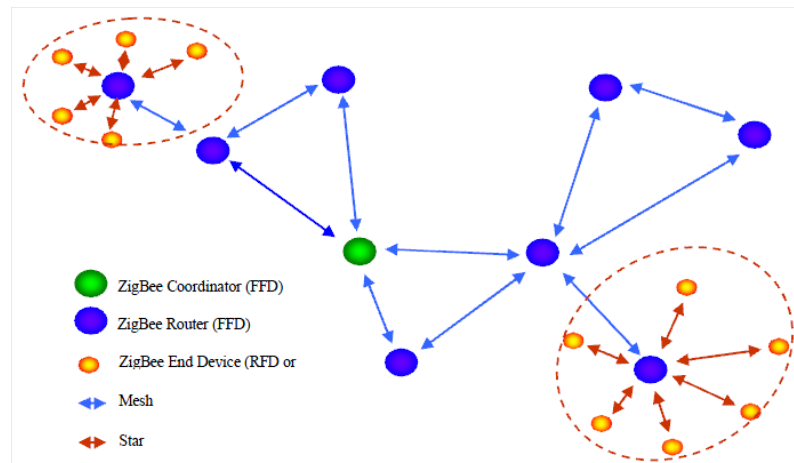 ZigBee Coordinator (FFD)
ZigBee Router (FFD)
ZigBee End Device (RFD or
Mesh
Star